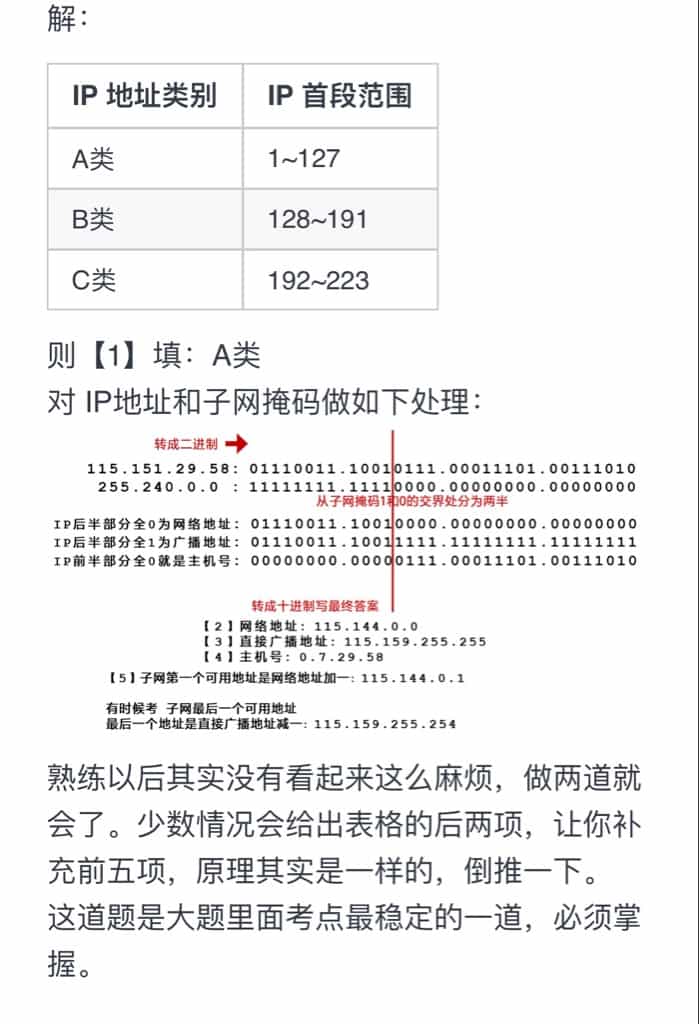 解：
IP 地址类别 IP 首段范围
A类 1~127
B类 128~191
C类 192~223
则【1】填：A类
对 IP地址和子网掩码做如下处理：
转成二进制
115.151.29.58: 01110011.10010111.00011101.00111010
255.240.0.0 : 11111111.11110000.00000000.00000000
从子网掩码1和0的交界处分为两半
IP后半部分全0为网络地址: 01110011.10010000.00000000.00000000
IP后半部分全1为广播地址: 01110011.10011111.11111111.11111111
IP前半部分全0就是主机号: 00000000.00000111.00011101.00111010
转成十进制写最终答案
【2】网络地址: 115.144.0.0
【3】直接广播地址: 115.159.255.255
【4】主机号: 0.7.29.58
【5】子网第一个可用地址是网络地址加一: 115.144.0.1
有时候考 子网最后一个可用地址
最后一个地址是直接广播地址减一: 115.159.255.254
熟练以后其实没有看起来这么麻烦，做两道就
会了。少数情况会给出表格的后两项，让你补
充前五项，原理其实是一样的，倒推一下。
这道题是大题里面考点最稳定的一道，必须掌
握。